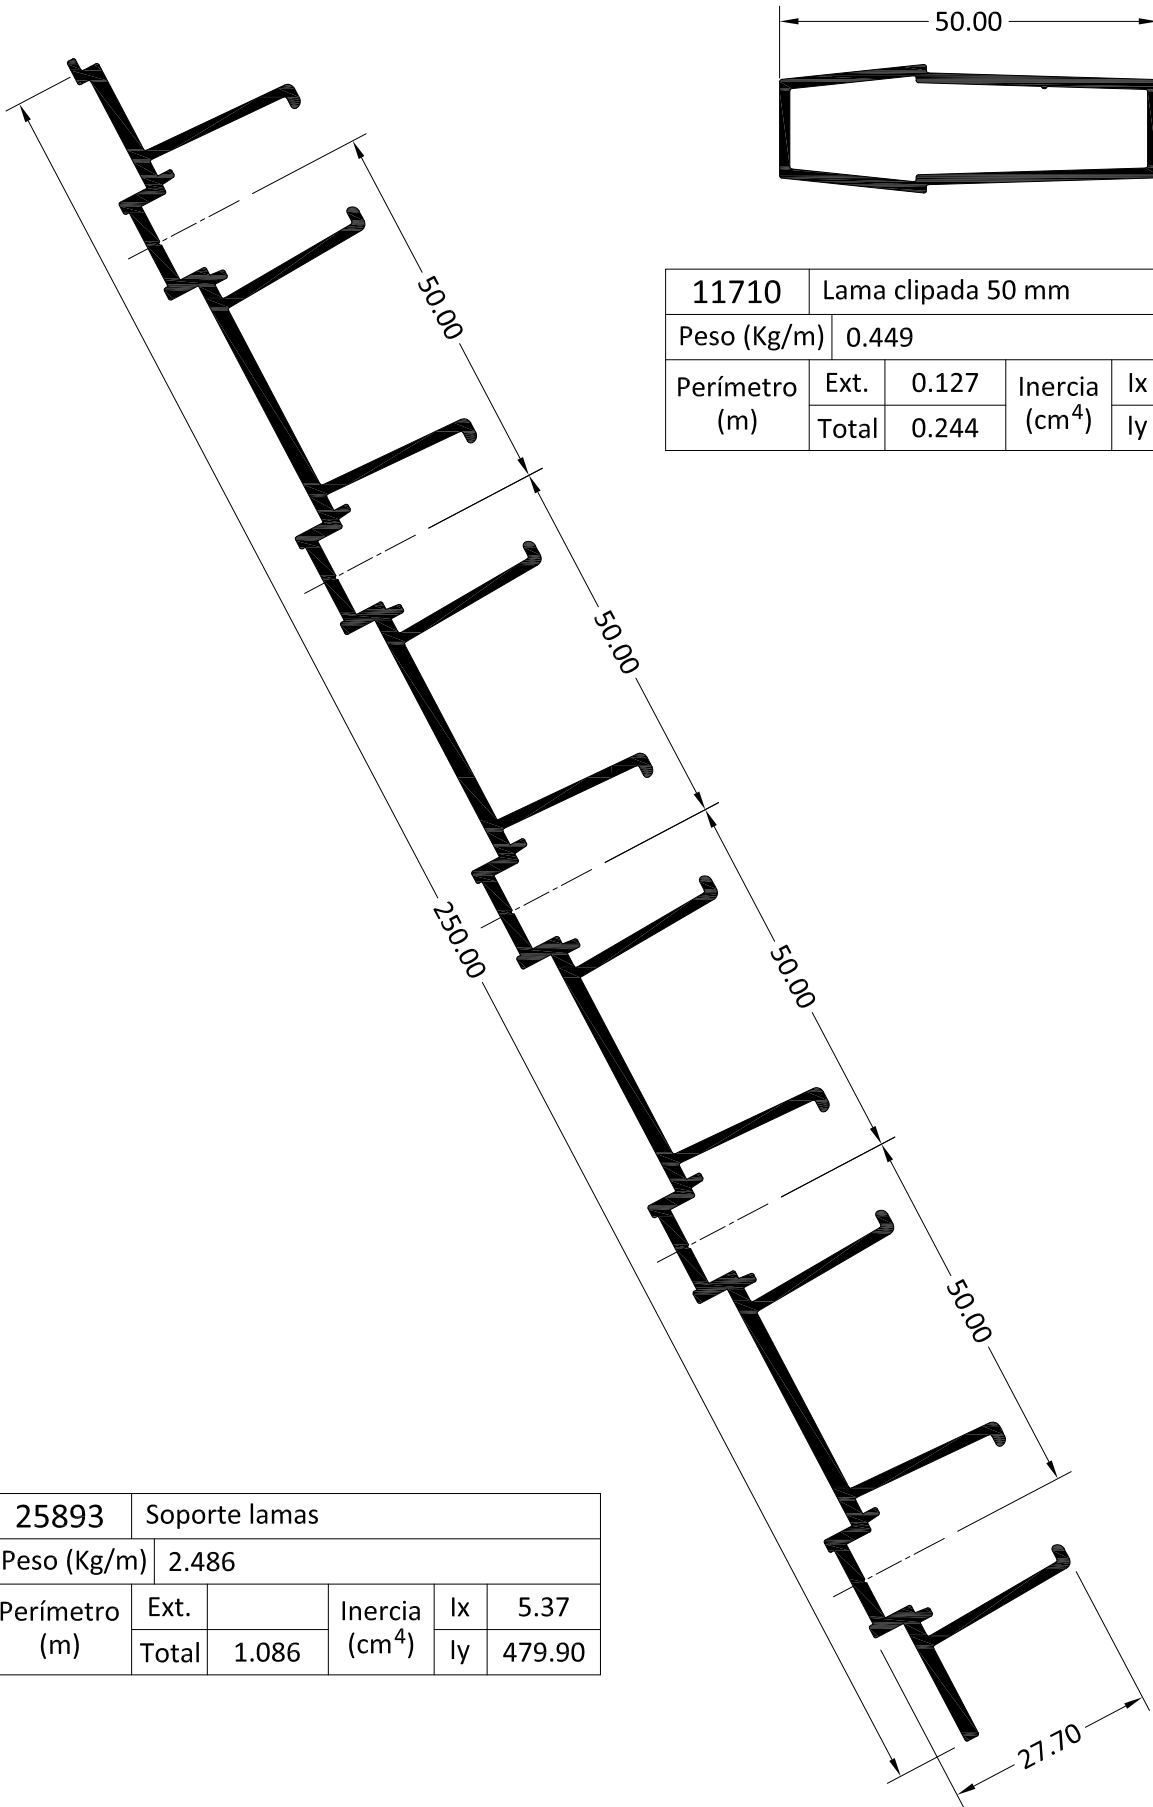 50.00
11710 Lama clipada 50 mm
Peso (Kg/m) 0.449
Perímetro (m) Ext. 0.127 Inercia (cm4) Ix
Total 0.244 Iy
50.00
50.00
50.00
50.00
250.00
27.70
25893 Soporte lamas
Peso (Kg/m) 2.486
Perímetro (m) Ext. Inercia (cm4) Ix 5.37
Total 1.086 Iy 479.90